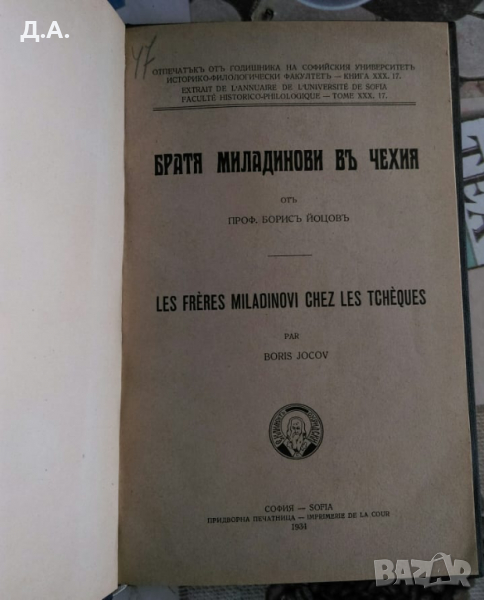 Д.А.
47
ОТПЕЧАТЪКЪ ОТЪ ГОДИШНИКА НА СОФИЙСКИЯ УНИВЕРСИТЕТЪ
ИСТОРИКО-ФИЛОЛОГИЧЕСКИ ФАКУЛТЕТЪ — КНИГА XXX. 17.
EXTRAIT DE L'ANNUAIRE DE L'UNIVERSITÉ DE SOFIA
FACULTÉ HISTORICO-PHILOLOGIQUE — TOME XXX. 17.
БРАТЯ МИЛАДИНОВИ ВЪ ЧЕХИЯ
ОТЪ
ПРОФ. БОРИСЪ ЙОЦОВЪ
LES FRÈRES MILADINOVI CHEZ LES TCHÈQUES
PAR
BORIS JOCOV
СОФИЯ — SOFIA
ПРИДВОРНА ПЕЧАТНИЦА — IMPRIMERIE DE LA COUR
1934
BAZAR